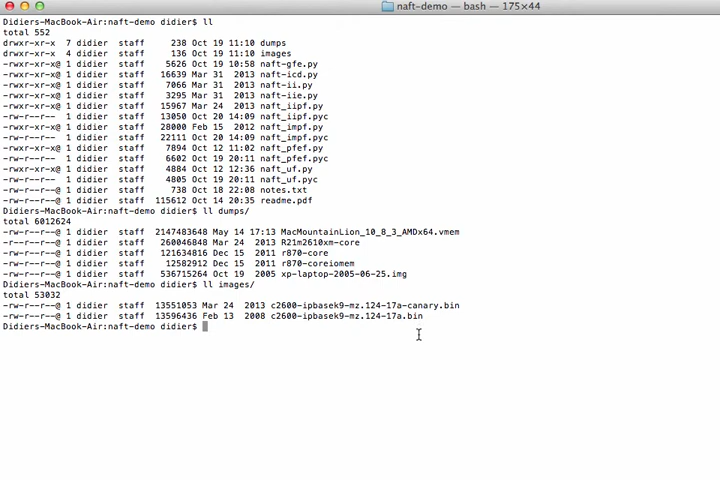 naft-demo — bash — 175×44
Didiers-MacBook-Air:naft-demo didier$ ll
total 552
drwxr-xr-x 7 didier staff 238 Oct 19 11:10 dumps
drwxr-xr-x 4 didier staff 136 Oct 19 11:10 images
-rwxr-xr-x@ 1 didier staff 5626 Oct 19 10:58 naft-gfe.py
-rwxr-xr-x@ 1 didier staff 16639 Mar 31 2013 naft-icd.py
-rwxr-xr-x@ 1 didier staff 7066 Mar 31 2013 naft-ii.py
-rwxr-xr-x@ 1 didier staff 3295 Mar 31 2013 naft-iie.py
-rwxr-xr-x@ 1 didier staff 15967 Mar 24 2013 naft_iipf.py
-rw-r--r-- 1 didier staff 13050 Oct 20 14:09 naft_iipf.pyc
-rwxr-xr-x@ 1 didier staff 28000 Feb 15 2012 naft_impf.py
-rw-r--r-- 1 didier staff 22111 Oct 20 14:09 naft_impf.pyc
-rwxr-xr-x@ 1 didier staff 7894 Oct 12 11:02 naft_pfef.py
-rw-r--r-- 1 didier staff 6602 Oct 19 20:11 naft_pfef.pyc
-rwxr-xr-x@ 1 didier staff 4884 Oct 12 12:36 naft_uf.py
-rw-r--r-- 1 didier staff 4805 Oct 19 20:11 naft_uf.pyc
-rw-r--r--@ 1 didier staff 738 Oct 18 22:08 notes.txt
-rw-r--r--@ 1 didier staff 115612 Oct 14 20:35 readme.pdf
Didiers-MacBook-Air:naft-demo didier$ ll dumps/
total 6012624
-rw-r--r--@ 1 didier staff 2147483648 May 14 17:13 MacMountainLion_10_8_3_AMDx64.vmem
-r--r--r--@ 1 didier staff 260046848 Mar 24 2013 R21m2610xm-core
-rw-r--r--@ 1 didier staff 121634816 Dec 15 2011 r870-core
-rw-r--r--@ 1 didier staff 12582912 Dec 15 2011 r870-coreiomem
-rw-r--r--@ 1 didier staff 536715264 Oct 19 2005 xp-laptop-2005-06-25.img
Didiers-MacBook-Air:naft-demo didier$ ll images/
total 53032
-rw-r--r--@ 1 didier staff 13551053 Mar 24 2013 c2600-ipbasek9-mz.124-17a-canary.bin
-rw-r--r--@ 1 didier staff 13596436 Feb 13 2008 c2600-ipbasek9-mz.124-17a.bin
Didiers-MacBook-Air:naft-demo didier$